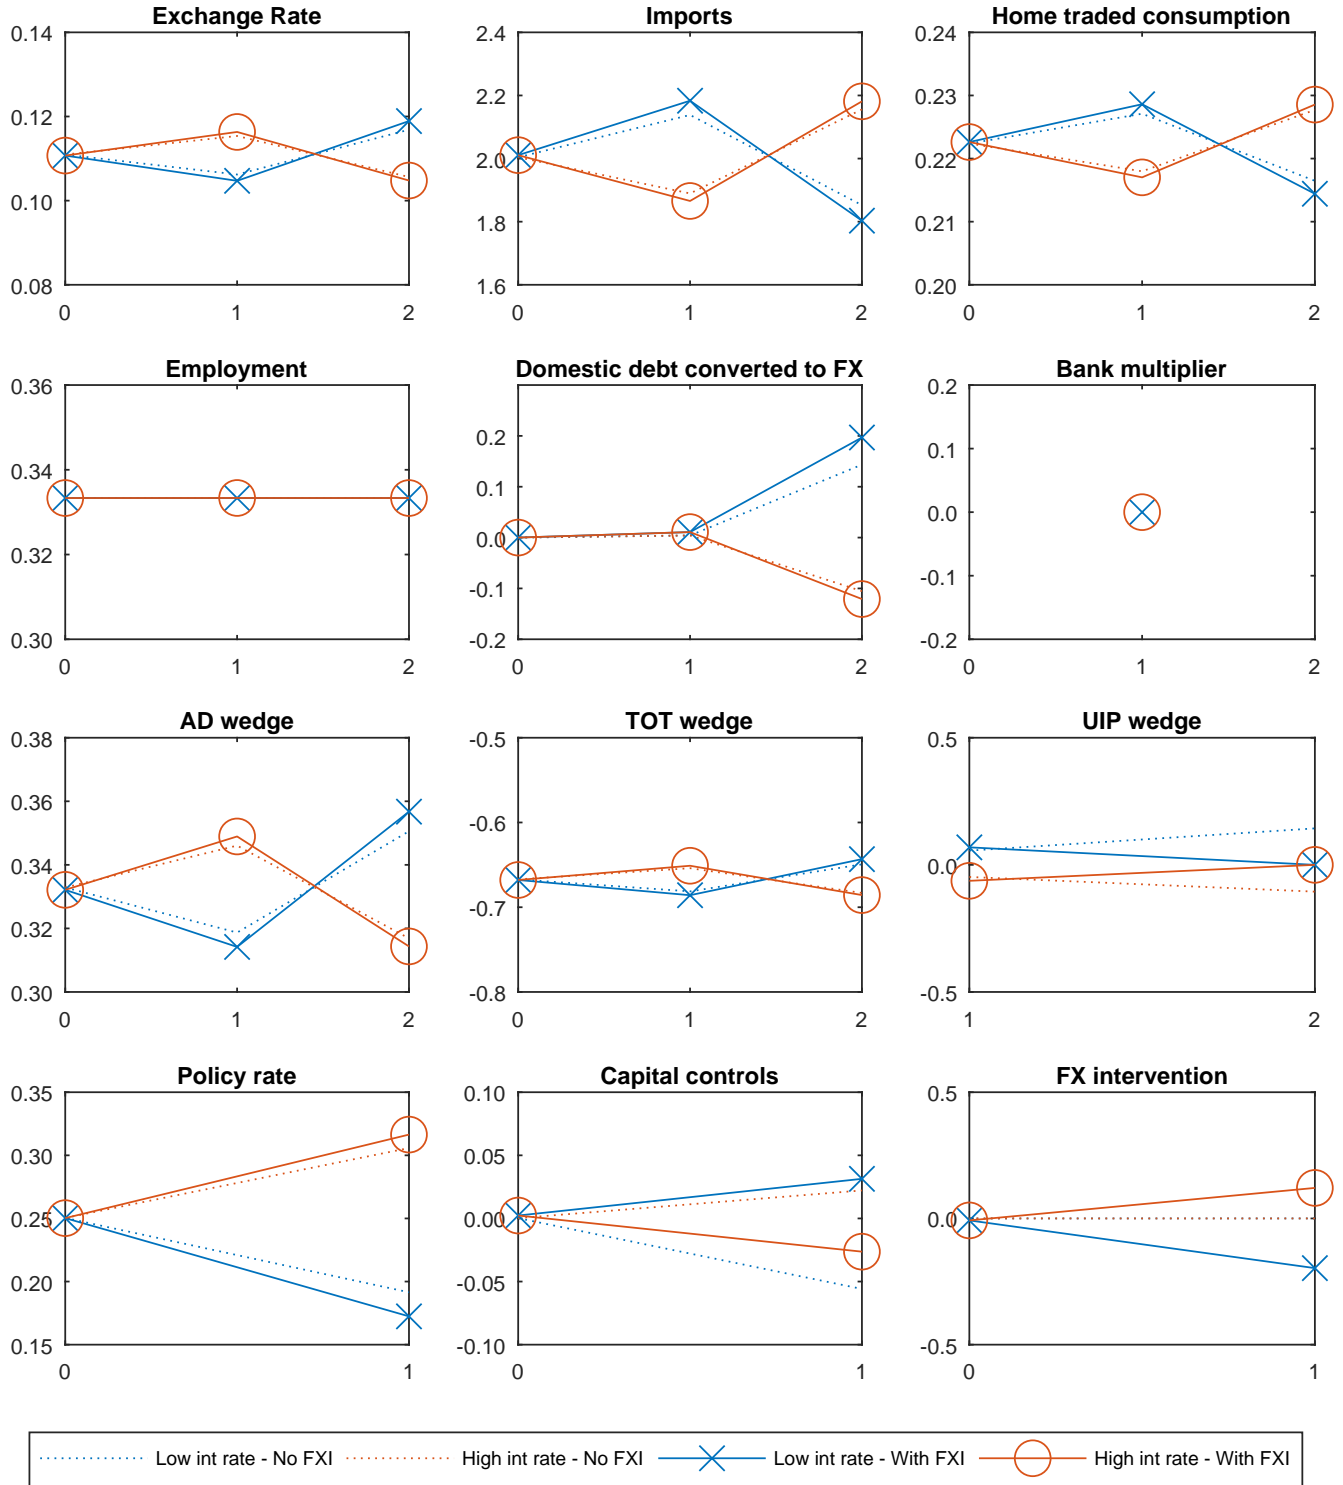 Exchange Rate
0.14
0.12
0.10
0.08
0 1 2
Imports
2.4
2.2
2.0
1.8
1.6
0 1 2
Home traded consumption
0.24
0.23
0.22
0.21
0.20
0 1 2
Employment
0.36
0.34
0.32
0.30
0 1 2
Domestic debt converted to FX
0.2
0.1
0.0
-0.1
-0.2
0 1 2
Bank multiplier
0.2
0.1
0.0
-0.1
-0.2
0 1 2
AD wedge
0.38
0.36
0.34
0.32
0.30
0 1 2
TOT wedge
-0.5
-0.6
-0.7
-0.8
0 1 2
UIP wedge
0.5
0.0
-0.5
1 2
Policy rate
0.35
0.30
0.25
0.20
0.15
0 1
Capital controls
0.10
0.05
0.00
-0.05
-0.10
0 1
FX intervention
0.5
0.0
-0.5
0 1
Low int rate - No FXI High int rate - No FXI Low int rate - With FXI High int rate - With FXI